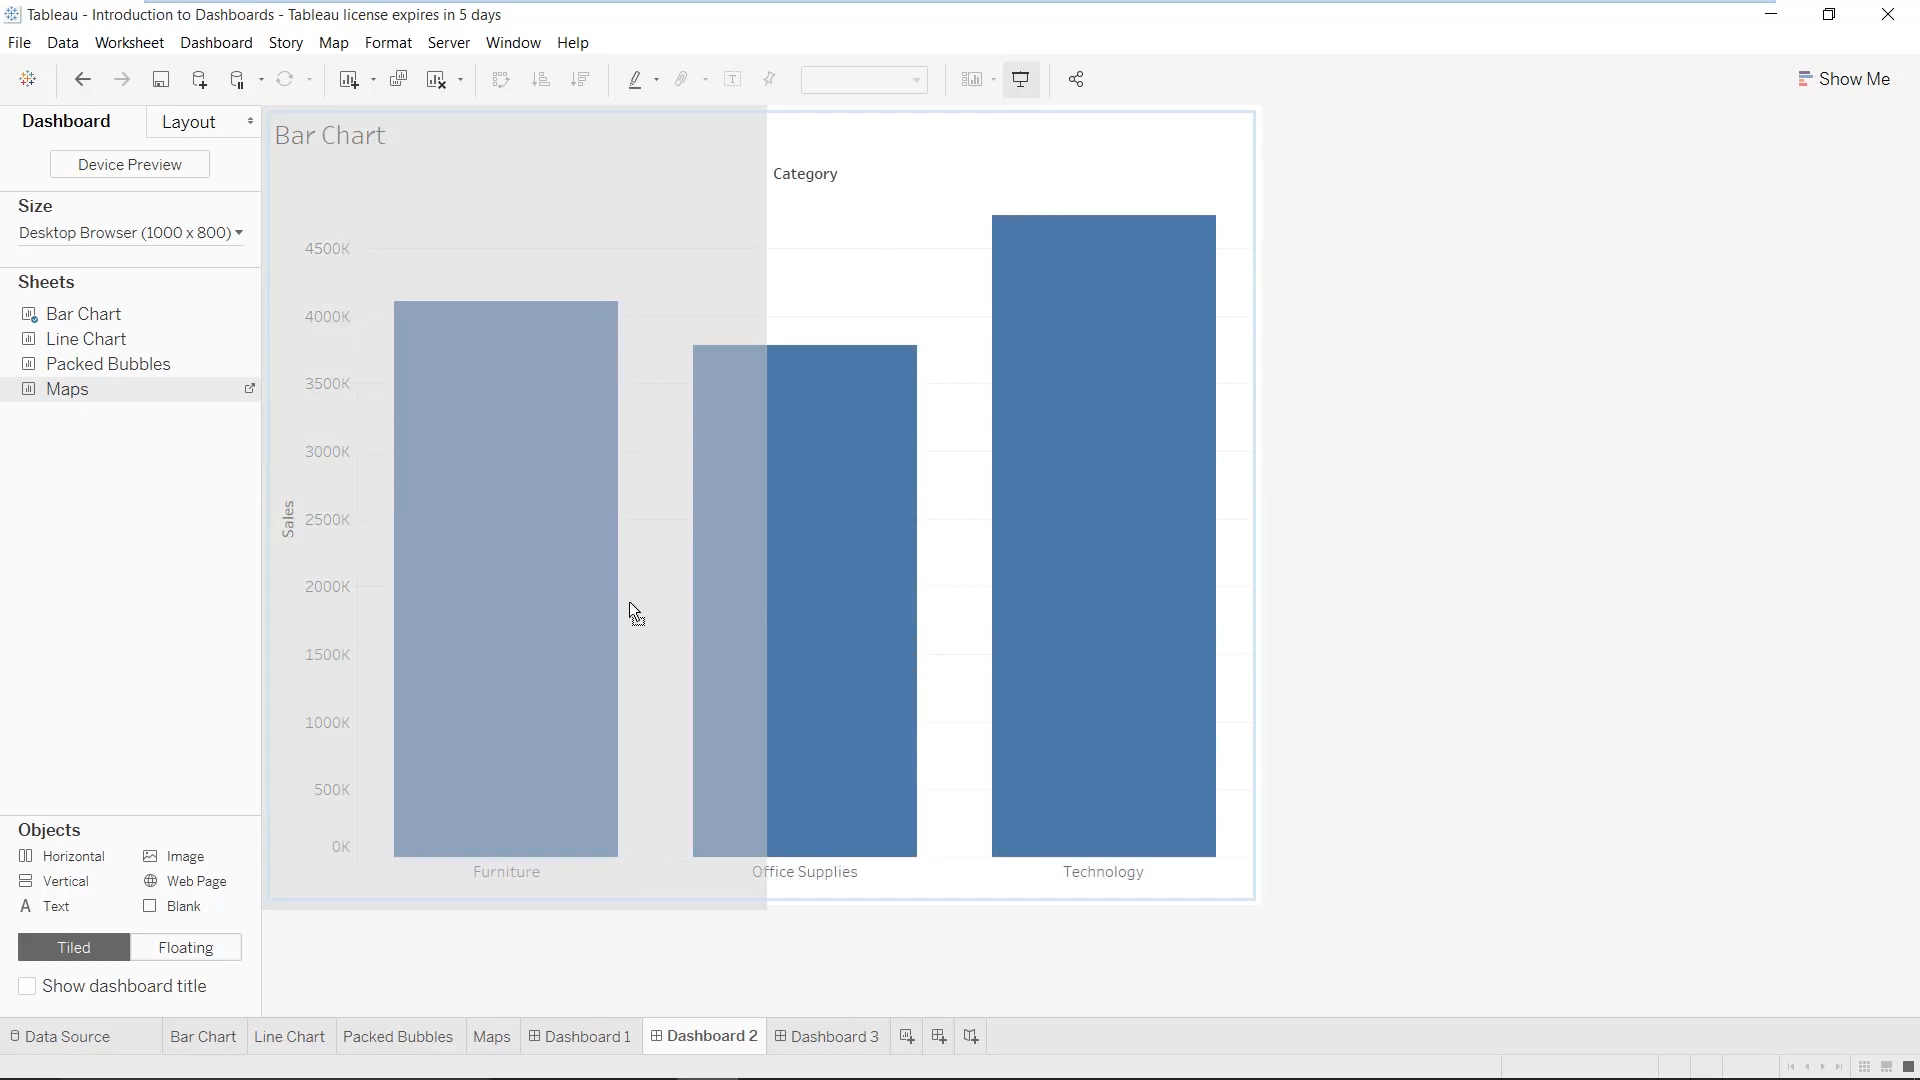 Tableau - Introduction to Dashboards - Tableau license expires in 5 days
File Data Worksheet Dashboard Story Map Format Server Window Help
Show Me
Dashboard Layout
Device Preview
Size
Desktop Browser (1000 x 800)
Sheets
Bar Chart
Line Chart
Packed Bubbles
Maps
Objects
Horizontal Image
Vertical Web Page
A Text Blank
Tiled Floating
Show dashboard title
Bar Chart
Category
4500K
4000K
3500K
3000K
2500K
2000K
1500K
1000K
500K
0K
Sales
Furniture Office Supplies Technology
Data Source Bar Chart Line Chart Packed Bubbles Maps Dashboard 1 Dashboard 2 Dashboard 3